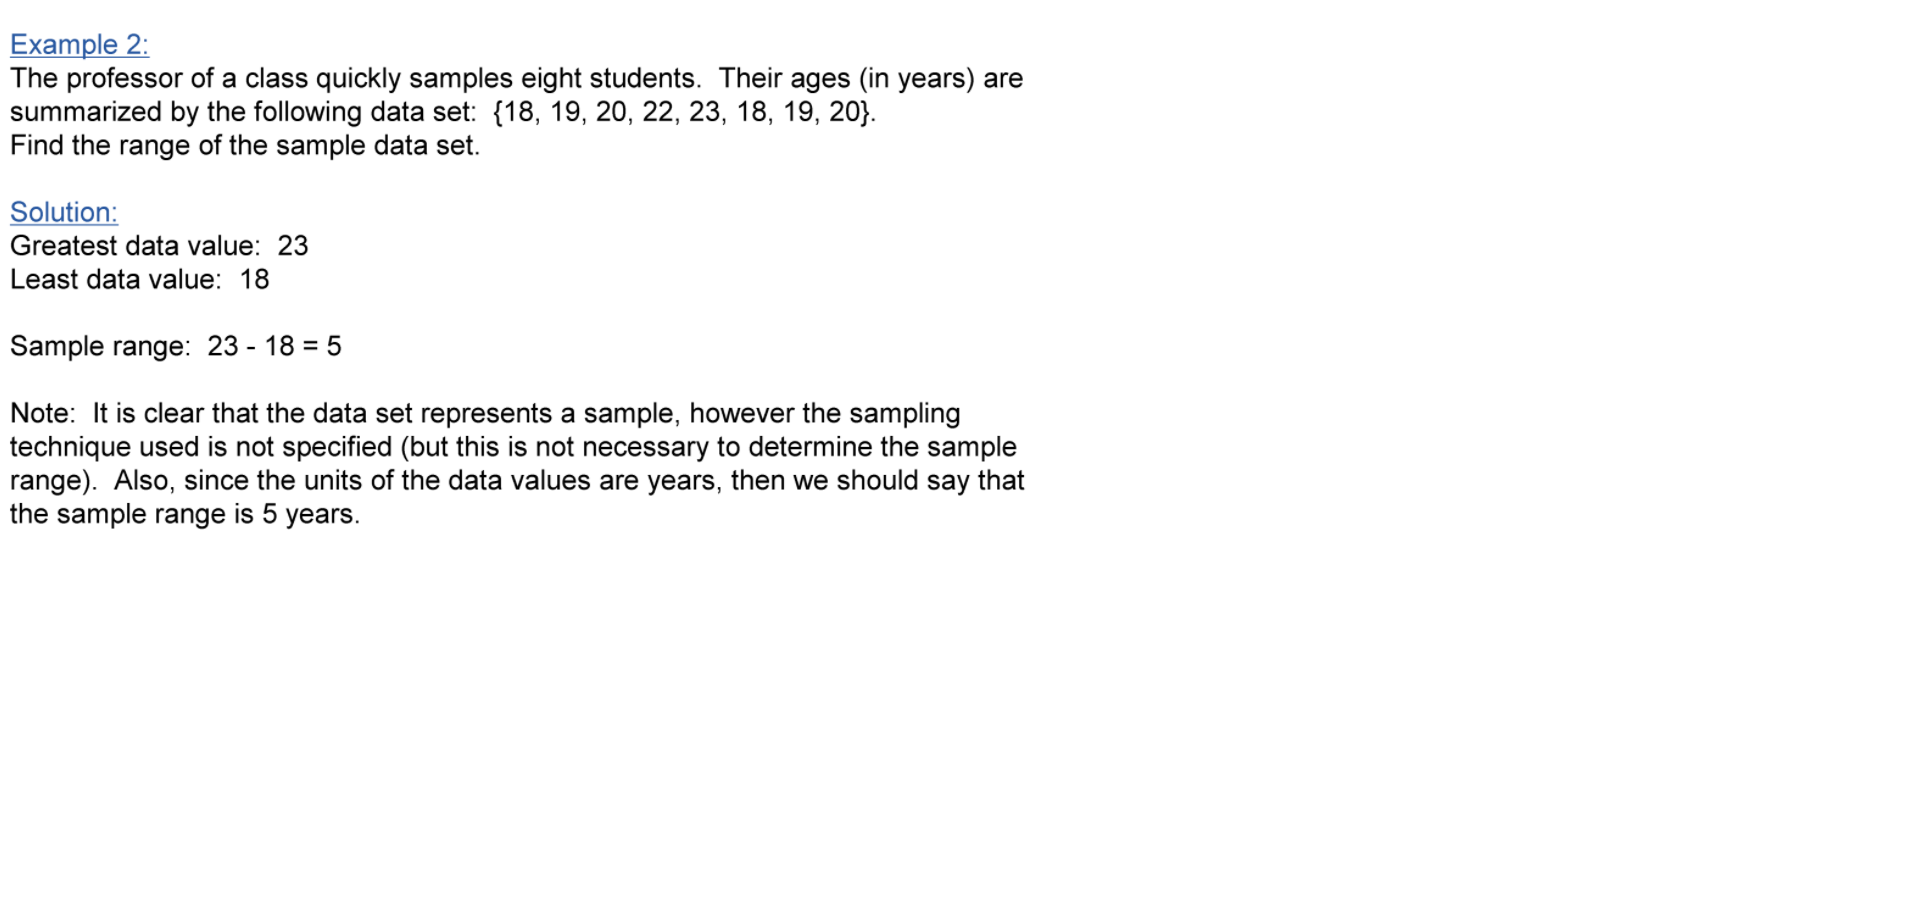 Example 2:
The professor of a class quickly samples eight students.  Their ages (in years) are
summarized by the following data set:  {18, 19, 20, 22, 23, 18, 19, 20}.
Find the range of the sample data set.
Solution:
Greatest data value:  23
Least data value:  18
Sample range:  23 - 18 = 5
Note:  It is clear that the data set represents a sample, however the sampling
technique used is not specified (but this is not necessary to determine the sample
range).  Also, since the units of the data values are years, then we should say that
the sample range is 5 years.